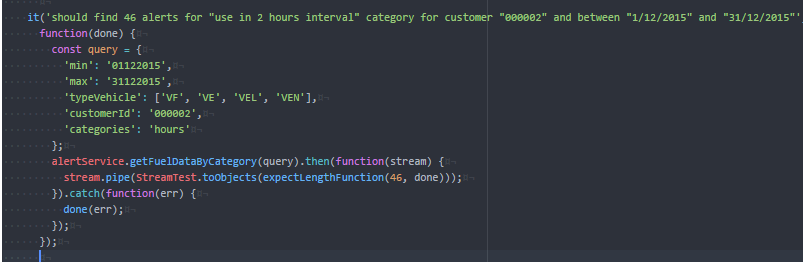 it('should find 46 alerts for "use in 2 hours interval" category for customer "000002" and between "1/12/2015" and "31/12/2015"'
function(done) {
const query = {
'min': '01122015',
'max': '31122015',
'typeVehicle': ['VF', 'VE', 'VEL', 'VEN'],
'customerId': '000002',
'categories': 'hours'
};
alertService.getFuelDataByCategory(query).then(function(stream) {
stream.pipe(StreamTest.toObjects(expectLengthFunction(46, done)));
}).catch(function(err) {
done(err);
});
});